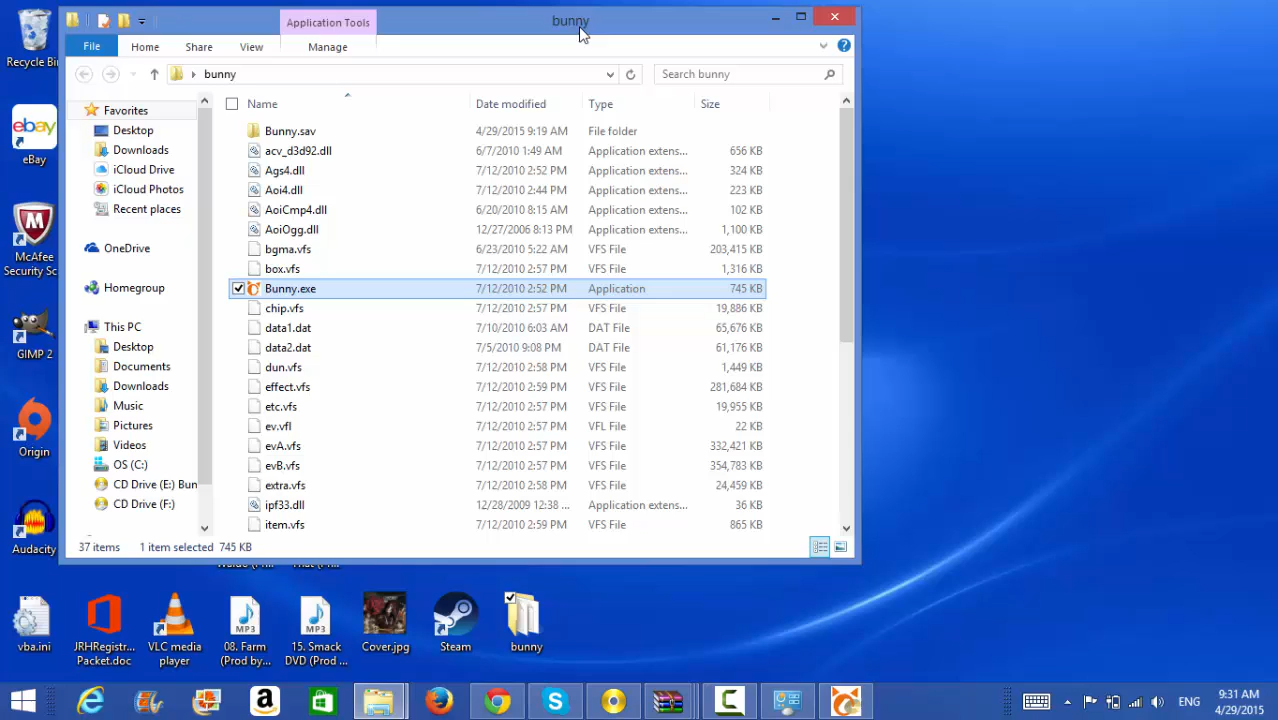 Application Tools
bunny
File
Home
Share
View
Manage
bunny
Search bunny
Name
Date modified
Type
Size
Favorites
Desktop
Downloads
iCloud Drive
iCloud Photos
Recent places
OneDrive
Homegroup
This PC
Desktop
Documents
Downloads
Music
Pictures
Videos
OS (C:)
CD Drive (E:) Bun
CD Drive (F:)
Bunny.sav 4/29/2015 9:19 AM File folder
acv_d3d92.dll 6/7/2010 1:49 AM Application extens... 656 KB
Ags4.dll 7/12/2010 2:52 PM Application extens... 324 KB
Aoi4.dll 7/12/2010 2:44 PM Application extens... 223 KB
AoiCmp4.dll 6/20/2010 8:15 AM Application extens... 102 KB
AoiOgg.dll 12/27/2006 8:13 PM Application extens... 1,100 KB
bgma.vfs 6/23/2010 5:22 AM VFS File 203,415 KB
box.vfs 7/12/2010 2:57 PM VFS File 1,316 KB
Bunny.exe 7/12/2010 2:52 PM Application 745 KB
chip.vfs 7/12/2010 2:57 PM VFS File 19,886 KB
data1.dat 7/10/2010 6:03 AM DAT File 65,676 KB
data2.dat 7/5/2010 9:08 PM DAT File 61,176 KB
dun.vfs 7/12/2010 2:58 PM VFS File 1,449 KB
effect.vfs 7/12/2010 2:59 PM VFS File 281,684 KB
etc.vfs 7/12/2010 2:57 PM VFS File 19,955 KB
ev.vfl 7/12/2010 2:57 PM VFL File 22 KB
evA.vfs 7/12/2010 2:57 PM VFS File 332,421 KB
evB.vfs 7/12/2010 2:57 PM VFS File 354,783 KB
extra.vfs 7/12/2010 2:58 PM VFS File 24,459 KB
ipf33.dll 12/28/2009 12:38 ... Application extens... 36 KB
item.vfs 7/12/2010 2:59 PM VFS File 865 KB
37 items 1 item selected 745 KB
Recycle Bin
ebay
eBay
McAfee
Security Sc
GIMP 2
Origin
Audacity
vba.ini
JRHRegistr...
Packet.doc
VLC media
player
MP3
08. Farm
(Prod by...
MP3
15. Smack
DVD (Prod ...
Cover.jpg
Steam
bunny
ENG
9:31 AM
4/29/2015